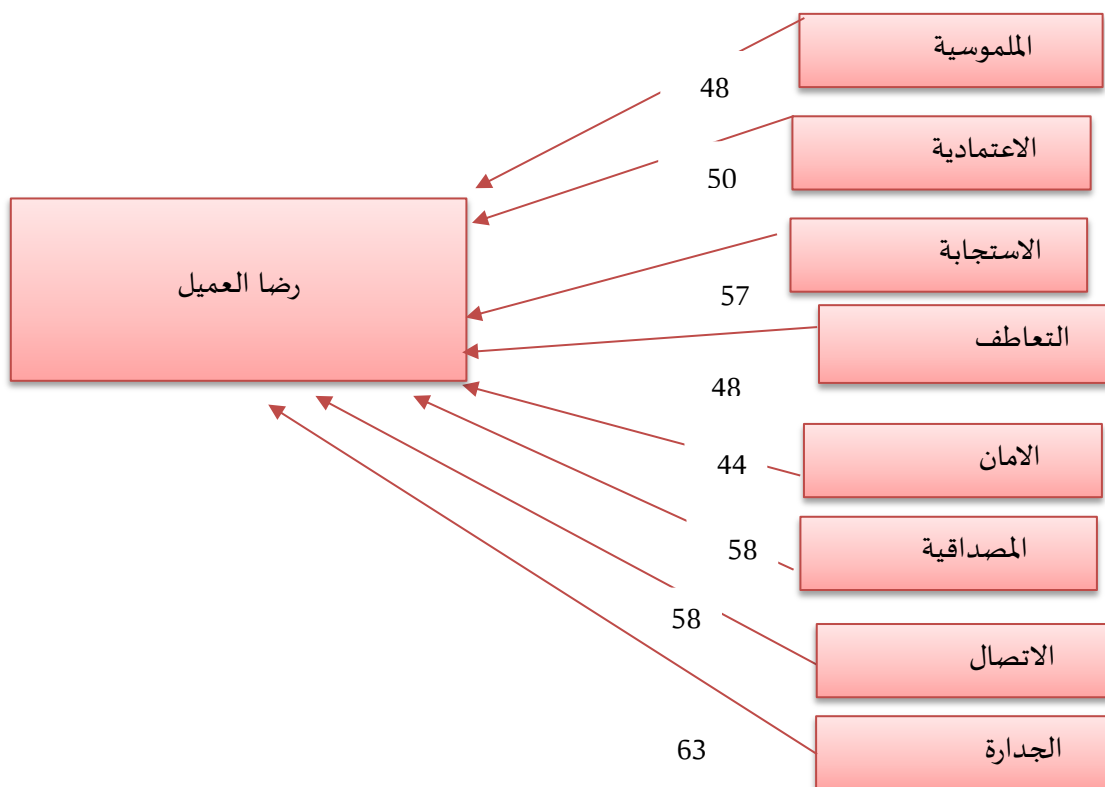 الملموسية
48
الاعتمادية
50
الاستجابة
رضا العميل
57
التعاطف
48
الامان
44
المصداقية
58
58
الاتصال
63
الجدارة